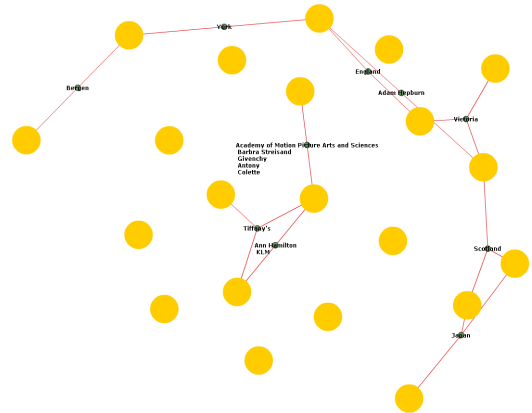 York
England
Bergen
Adam Hepburn
Victoria
Academy of Motion Picture Arts and Sciences
Barbra Streisand
Givenchy
Antony
Colette
Tiffany's
Ann Hamilton
KLM
Scotland
Japan